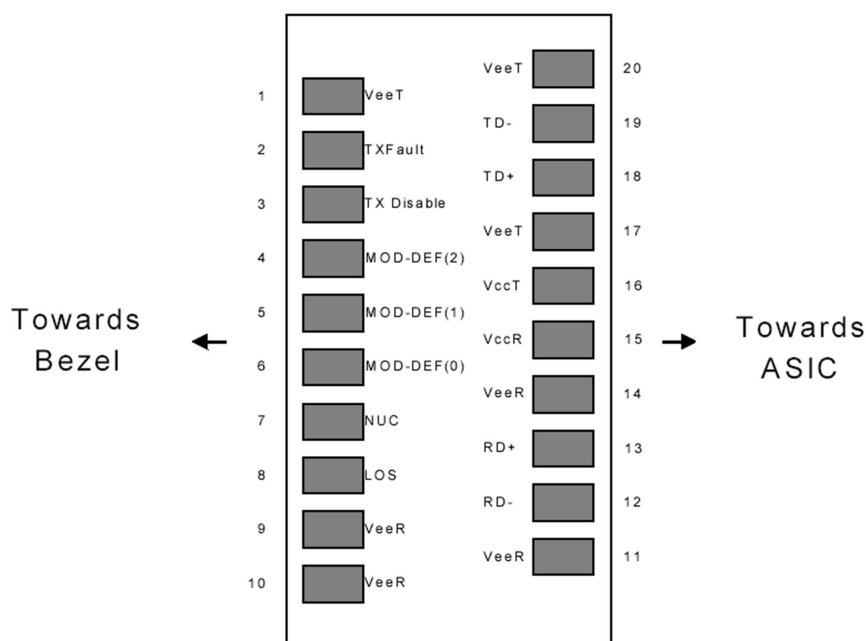 VeeT 20
1 VeeT
TD- 19
2 TXFault
TD+ 18
3 TX Disable
VeeT 17
4 MOD-DEF(2)
VccT 16
5 MOD-DEF(1)
Towards
Bezel
VccR 15
Towards
ASIC
6 MOD-DEF(0)
VeeR 14
7 NUC
RD+ 13
8 LOS
RD- 12
9 VeeR
VeeR 11
10 VeeR